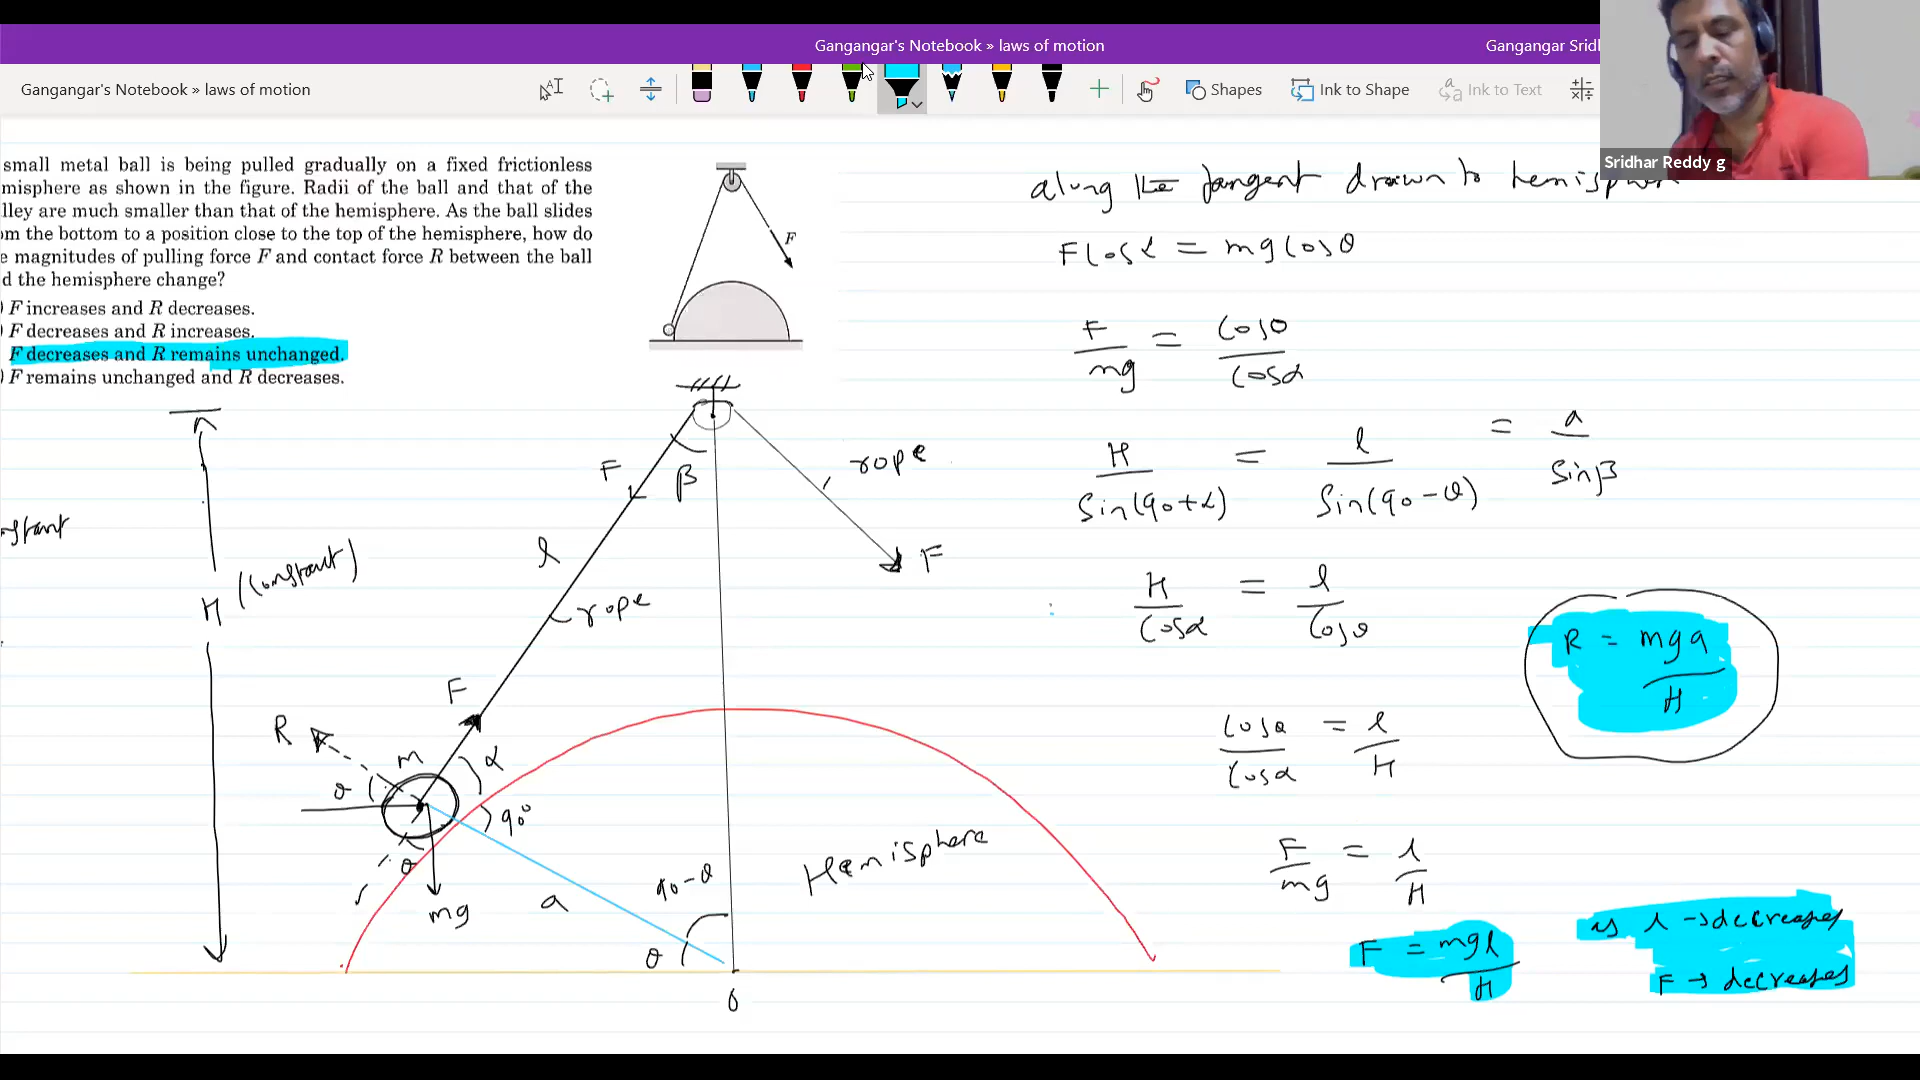 Gangangar's Notebook » laws of motion
Gangangar Sridh
Gangangar's Notebook » laws of motion
Shapes
Ink to Shape
Ink to Text
Sridhar Reddy g
small metal ball is being pulled gradually on a fixed frictionless
misphere as shown in the figure. Radii of the ball and that of the
lley are much smaller than that of the hemisphere. As the ball slides
om the bottom to a position close to the top of the hemisphere, how do
e magnitudes of pulling force F and contact force R between the ball
d the hemisphere change?
) F increases and R decreases.
) F decreases and R increases.
F decreases and R remains unchanged.
) F remains unchanged and R decreases.
F
along the tangent drawn to hemispher
F cos α = mg cos θ
F/mg = cos θ/cos α
H/sin(90+α) = l/sin(90-θ) = a/sin β
H/cos α = l/cos θ
cos θ/cos α = l/H
F/mg = l/H
F = mgl/H
as l → decreases
F → decreases
R = mga/H
nstant
H (constant)
F
β
rope
F
l
rope
F
R
m
α
θ
90°
θ
mg
a
90-θ
θ
Hemisphere
O